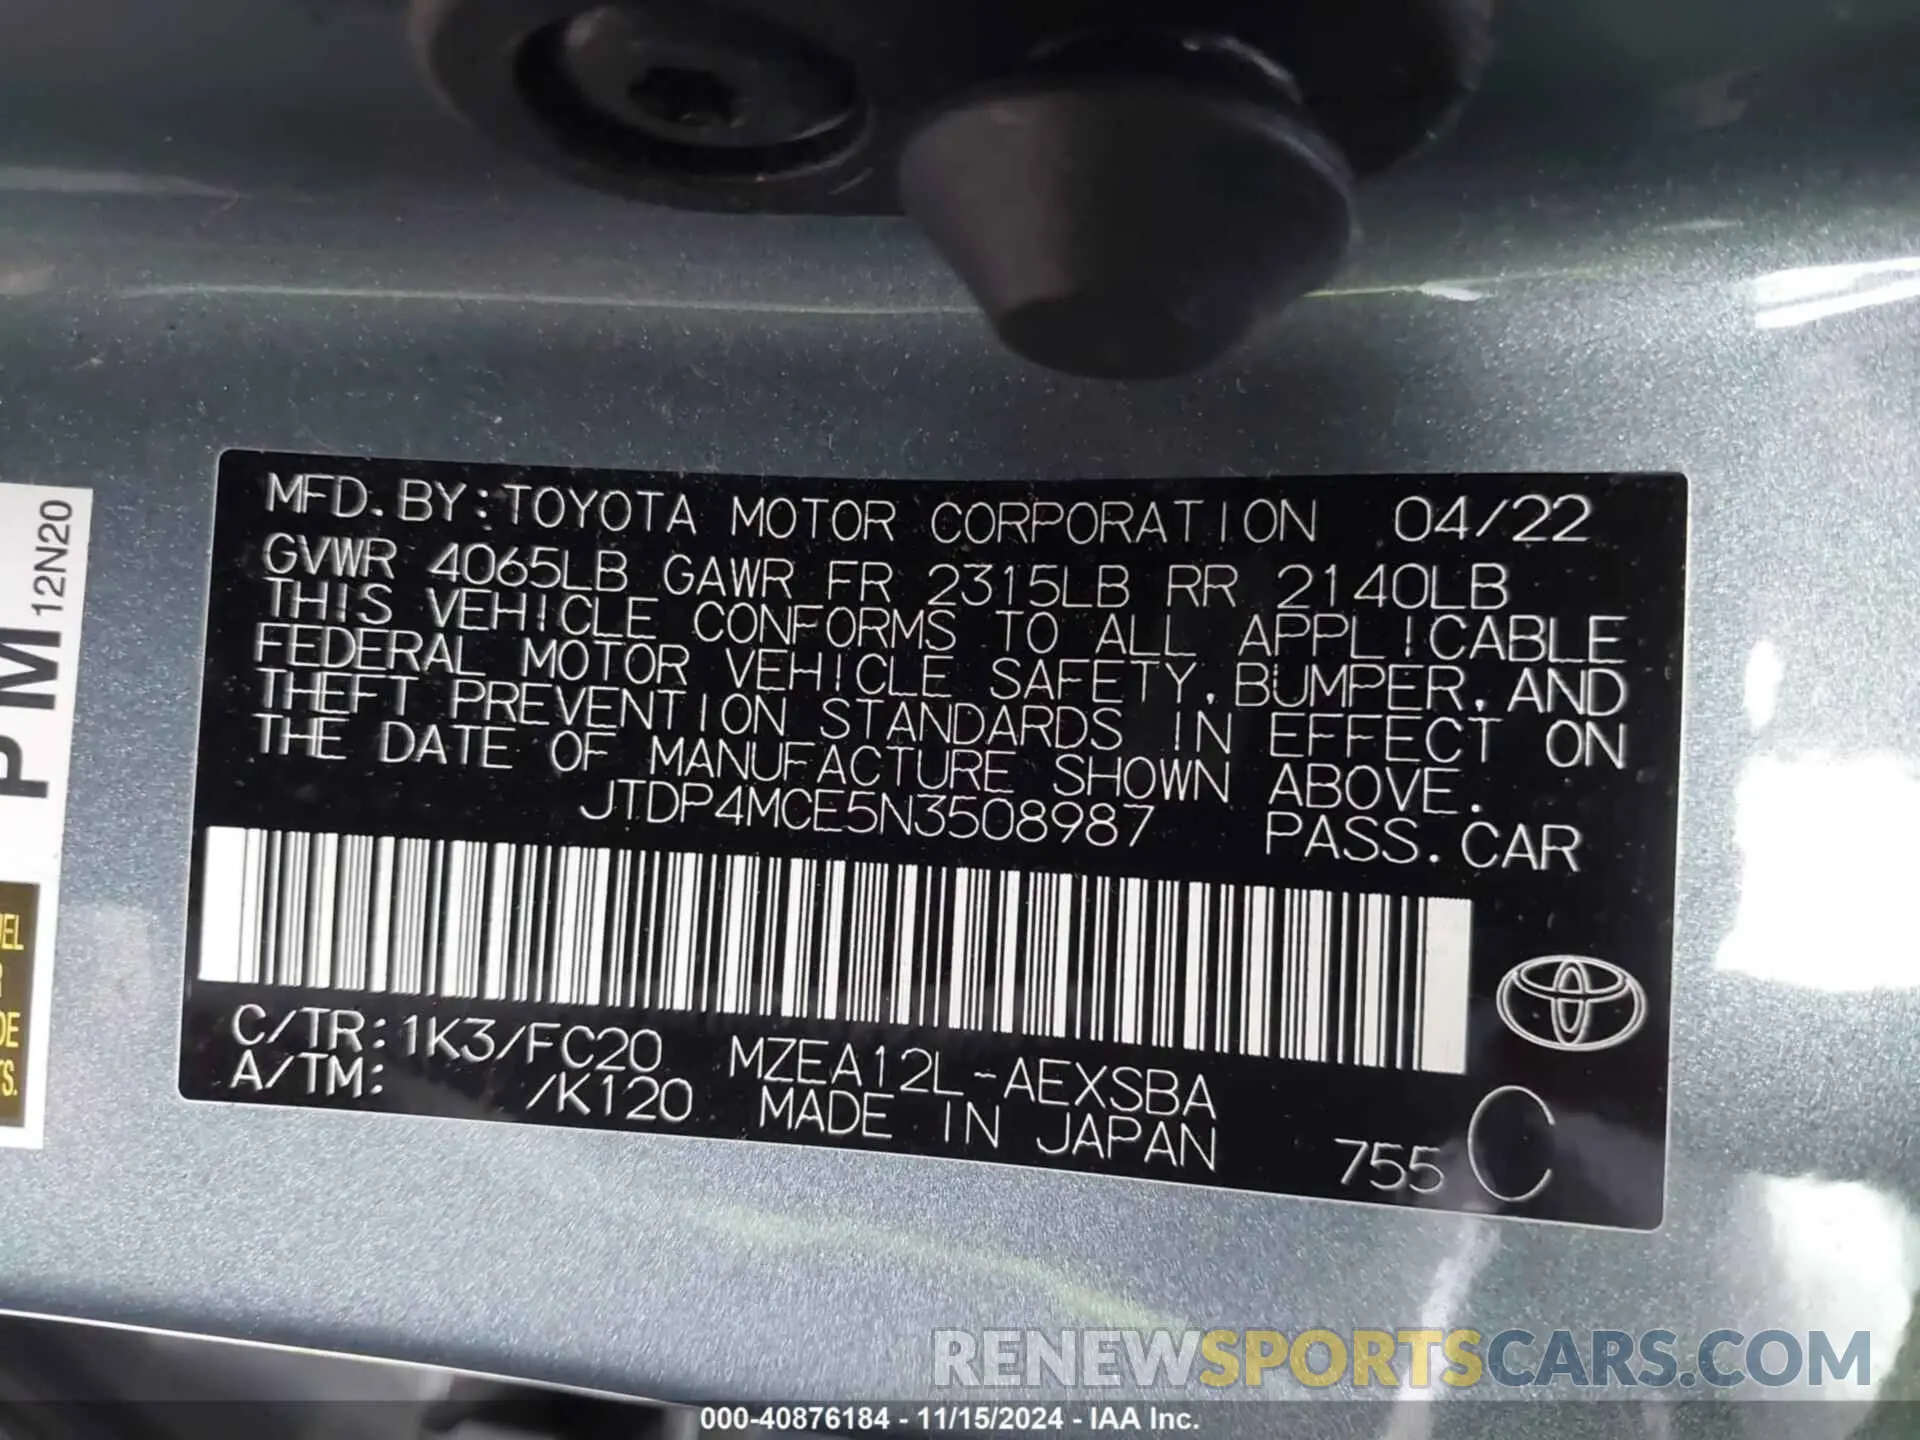 MFD. BY: TOYOTA MOTOR CORPORATION 04/22
GVWR 4065LB GAWR FR 2315LB RR 2140LB
THIS VEHICLE CONFORMS TO ALL APPLICABLE
FEDERAL MOTOR VEHICLE SAFETY, BUMPER, AND
THEFT PREVENTION STANDARDS IN EFFECT ON
THE DATE OF MANUFACTURE SHOWN ABOVE.
JTDP4MCE5N3508987 PASS. CAR
C/TR: 1K3/FC20 MZEA12L-AEXSBA
A/TM: /K120 MADE IN JAPAN 755 C
PM 12N20
RENEWSPORTSCARS.COM
000-40876184 - 11/15/2024 - IAA Inc.